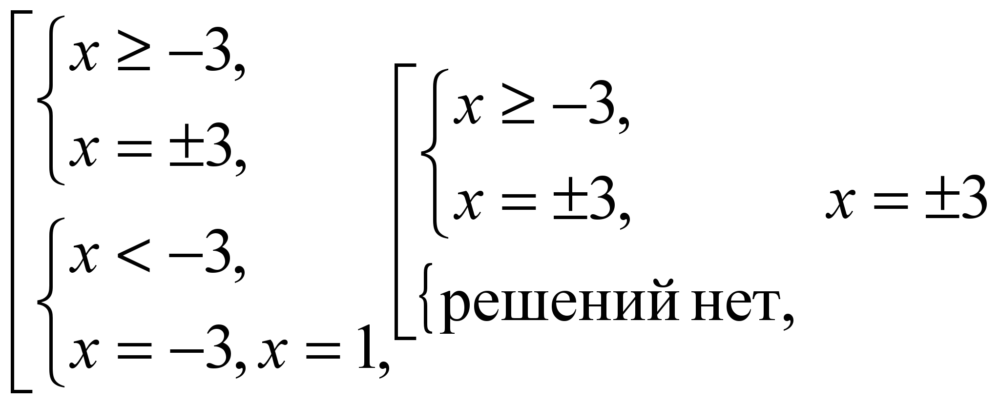 x ≥ −3,
x = ±3,
x < −3,
x = −3, x = 1,
x ≥ −3,
x = ±3,
решений нет,
x = ±3